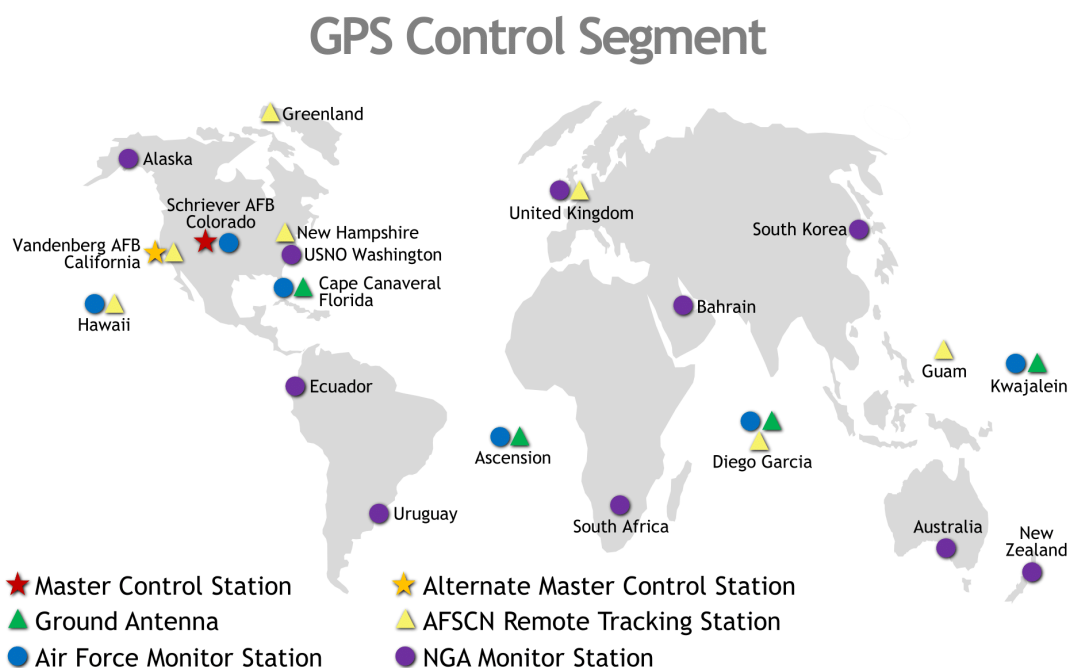 GPS Control Segment
Greenland
Alaska
Schriever AFB
Colorado
Vandenberg AFB
California
New Hampshire
USNO Washington
Cape Canaveral
Florida
Hawaii
United Kingdom
South Korea
Bahrain
Guam
Kwajalein
Ecuador
Ascension
Diego Garcia
Uruguay
South Africa
Australia
New
Zealand
Master Control Station
Alternate Master Control Station
Ground Antenna
AFSCN Remote Tracking Station
Air Force Monitor Station
NGA Monitor Station